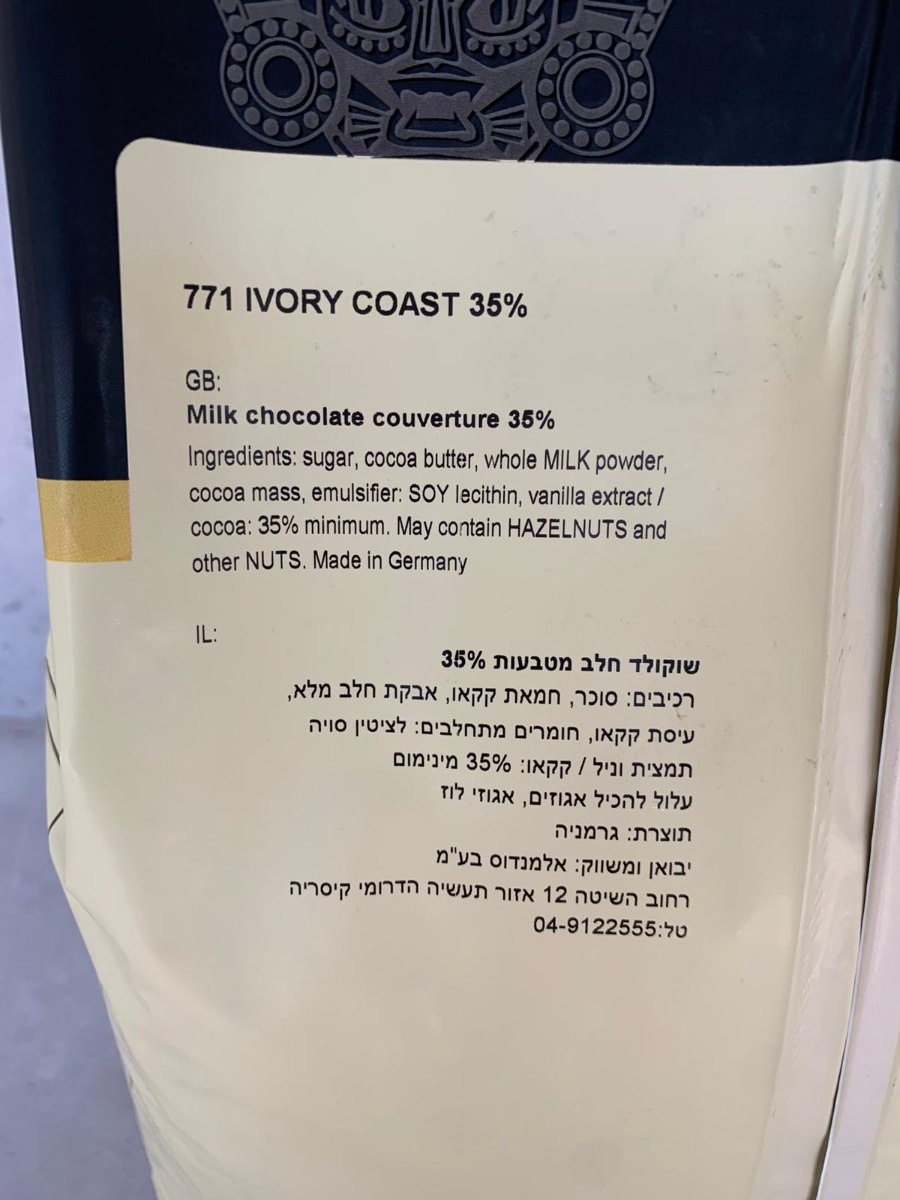 771 IVORY COAST 35%
GB:
Milk chocolate couverture 35%
Ingredients: sugar, cocoa butter, whole MILK powder,
cocoa mass, emulsifier: SOY lecithin, vanilla extract /
cocoa: 35% minimum. May contain HAZELNUTS and
other NUTS. Made in Germany
IL:
שוקולד חלב מטבעות 35%
רכיבים: סוכר, חמאת קקאו, אבקת חלב מלא,
עיסת קקאו, חומרים מתחלבים: לציטין סויה
תמצית וניל / קקאו: 35% מינימום
עלול להכיל אגוזים, אגוזי לוז
תוצרת: גרמניה
יבואן ומשווק: אלמנדוס בע"מ
רחוב השיטה 12 אזור תעשיה הדרומי קיסריה
טל:04-9122555